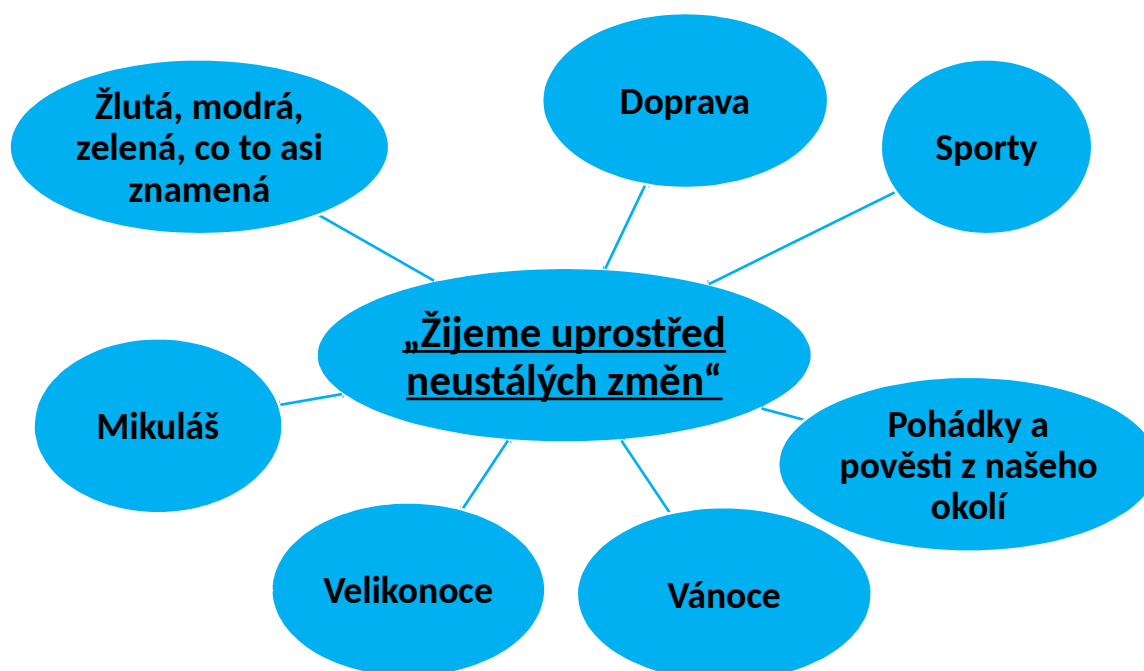 Žlutá, modrá,
zelená, co to asi
znamená
Doprava
Sporty
„Žijeme uprostřed
neustálých změn“
Mikuláš
Pohádky a
pověsti z našeho
okolí
Velikonoce
Vánoce